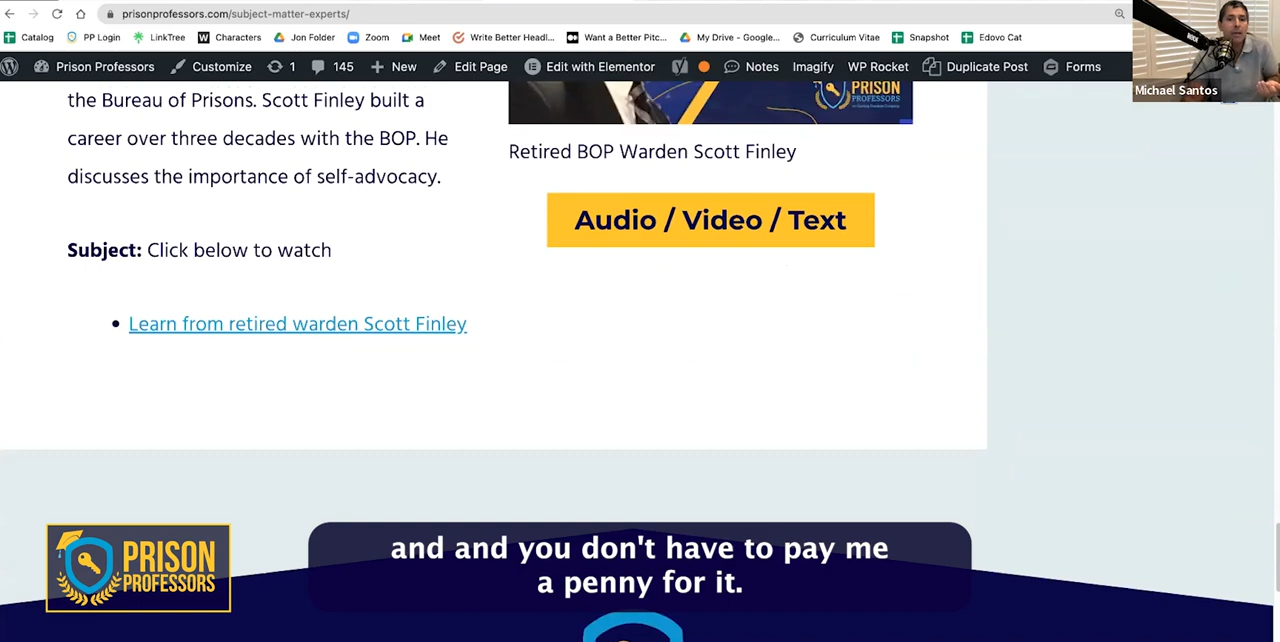 prisonprofessors.com/subject-matter-experts/
Catalog PP Login LinkTree Characters Jon Folder Zoom Meet Write Better Headl... Want a Better Pitc... My Drive - Google... Curriculum Vitae Snapshot Edovo Cat
Prison Professors Customize 1 145 New Edit Page Edit with Elementor Notes Imagify WP Rocket Duplicate Post Forms
Michael Santos
the Bureau of Prisons. Scott Finley built a
career over three decades with the BOP. He
discusses the importance of self-advocacy.
Subject: Click below to watch
Learn from retired warden Scott Finley
PRISON
PROFESSORS
Retired BOP Warden Scott Finley
Audio / Video / Text
PRISON
PROFESSORS
and and you don't have to pay me
a penny for it.